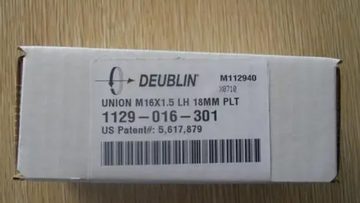 DEUBLIN® M112940
X0710
UNION M16X1.5 LH 18MM PLT
1129-016-301
US Patent#: 5,617,879